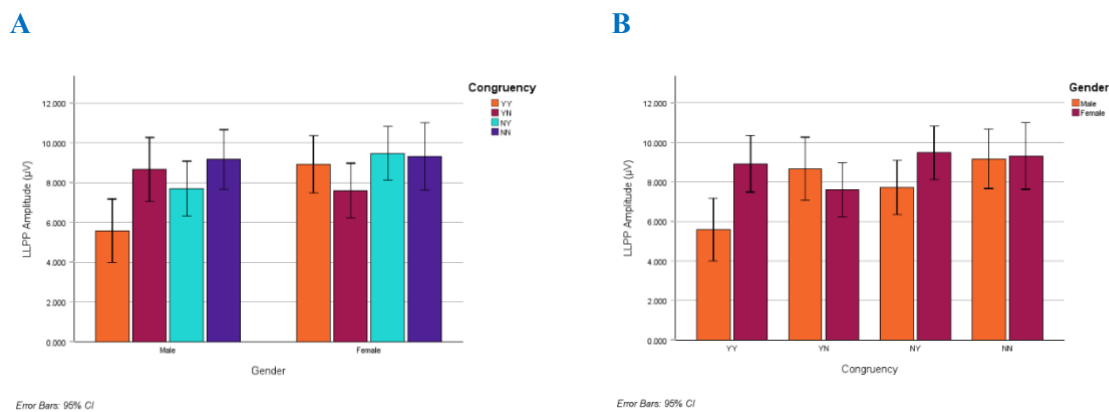 A
Congruency
YY
YN
NY
NN
12.000
10.000
8.000
6.000
4.000
2.000
0.000
LLPP Amplitude (µV)
Male
Female
Gender
Error Bars: 95% CI
B
Gender
Male
Female
12.000
10.000
8.000
6.000
4.000
2.000
0.000
LLPP Amplitude (µV)
YY
YN
NY
NN
Congruency
Error Bars: 95% CI